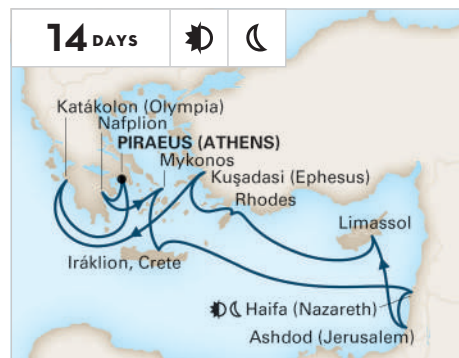 14 DAYS
Katákolon (Olympia)
Nafplion
PIRAEUS (ATHENS)
Mykonos
Kuşadasi (Ephesus)
Rhodes
Limassol
Iráklion, Crete
Haifa (Nazareth)
Ashdod (Jerusalem)